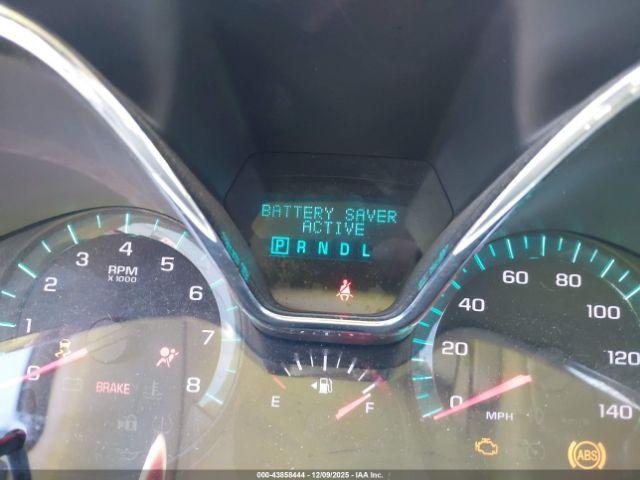 BATTERY SAVER
ACTIVE
P R N D L
RPM
X 1000
0 1 2 3 4 5 6 7 8
BRAKE
E F
0 20 40 60 80 100 120 140
MPH
ABS
000-43858444 - 12/09/2025 - IAA Inc.